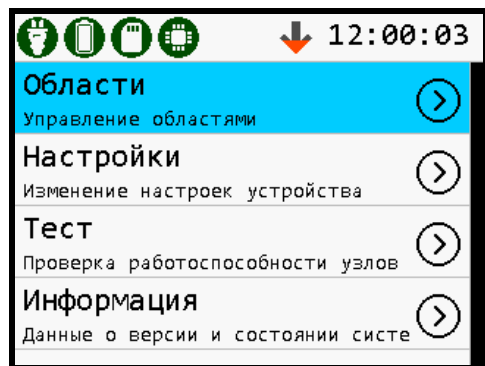 12:00:03
Области
Управление областями
Настройки
Изменение настроек устройства
Тест
Проверка работоспособности узлов
Информация
Данные о версии и состоянии систе